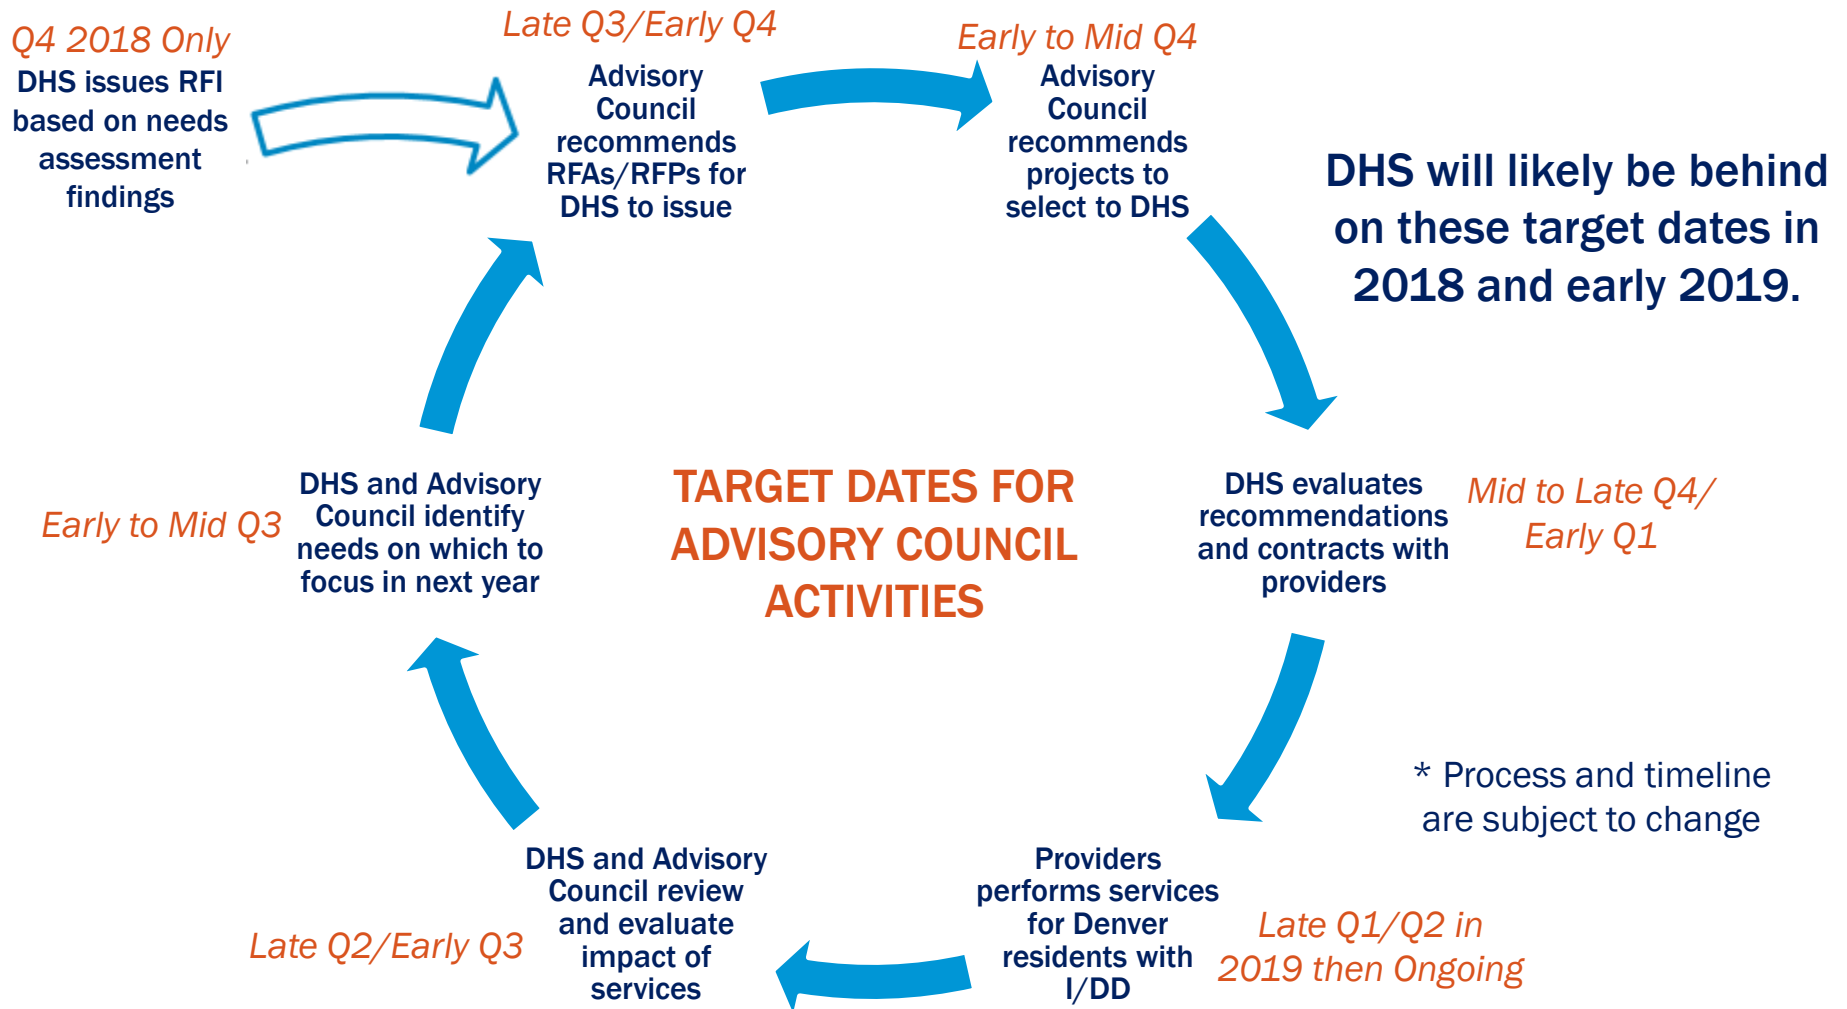 Q4 2018 Only
DHS issues RFI
based on needs
assessment
findings
Late Q3/Early Q4
Advisory
Council
recommends
RFAs/RFPs for
DHS to issue
Early to Mid Q4
Advisory
Council
recommends
projects to
select to DHS
DHS will likely be behind
on these target dates in
2018 and early 2019.
Early to Mid Q3
DHS and Advisory
Council identify
needs on which to
focus in next year
TARGET DATES FOR
ADVISORY COUNCIL
ACTIVITIES
DHS evaluates
recommendations
and contracts with
providers
Mid to Late Q4/
Early Q1
* Process and timeline
are subject to change
Late Q2/Early Q3
DHS and Advisory
Council review
and evaluate
impact of
services
Providers
performs services
for Denver
residents with
I/DD
Late Q1/Q2 in
2019 then Ongoing